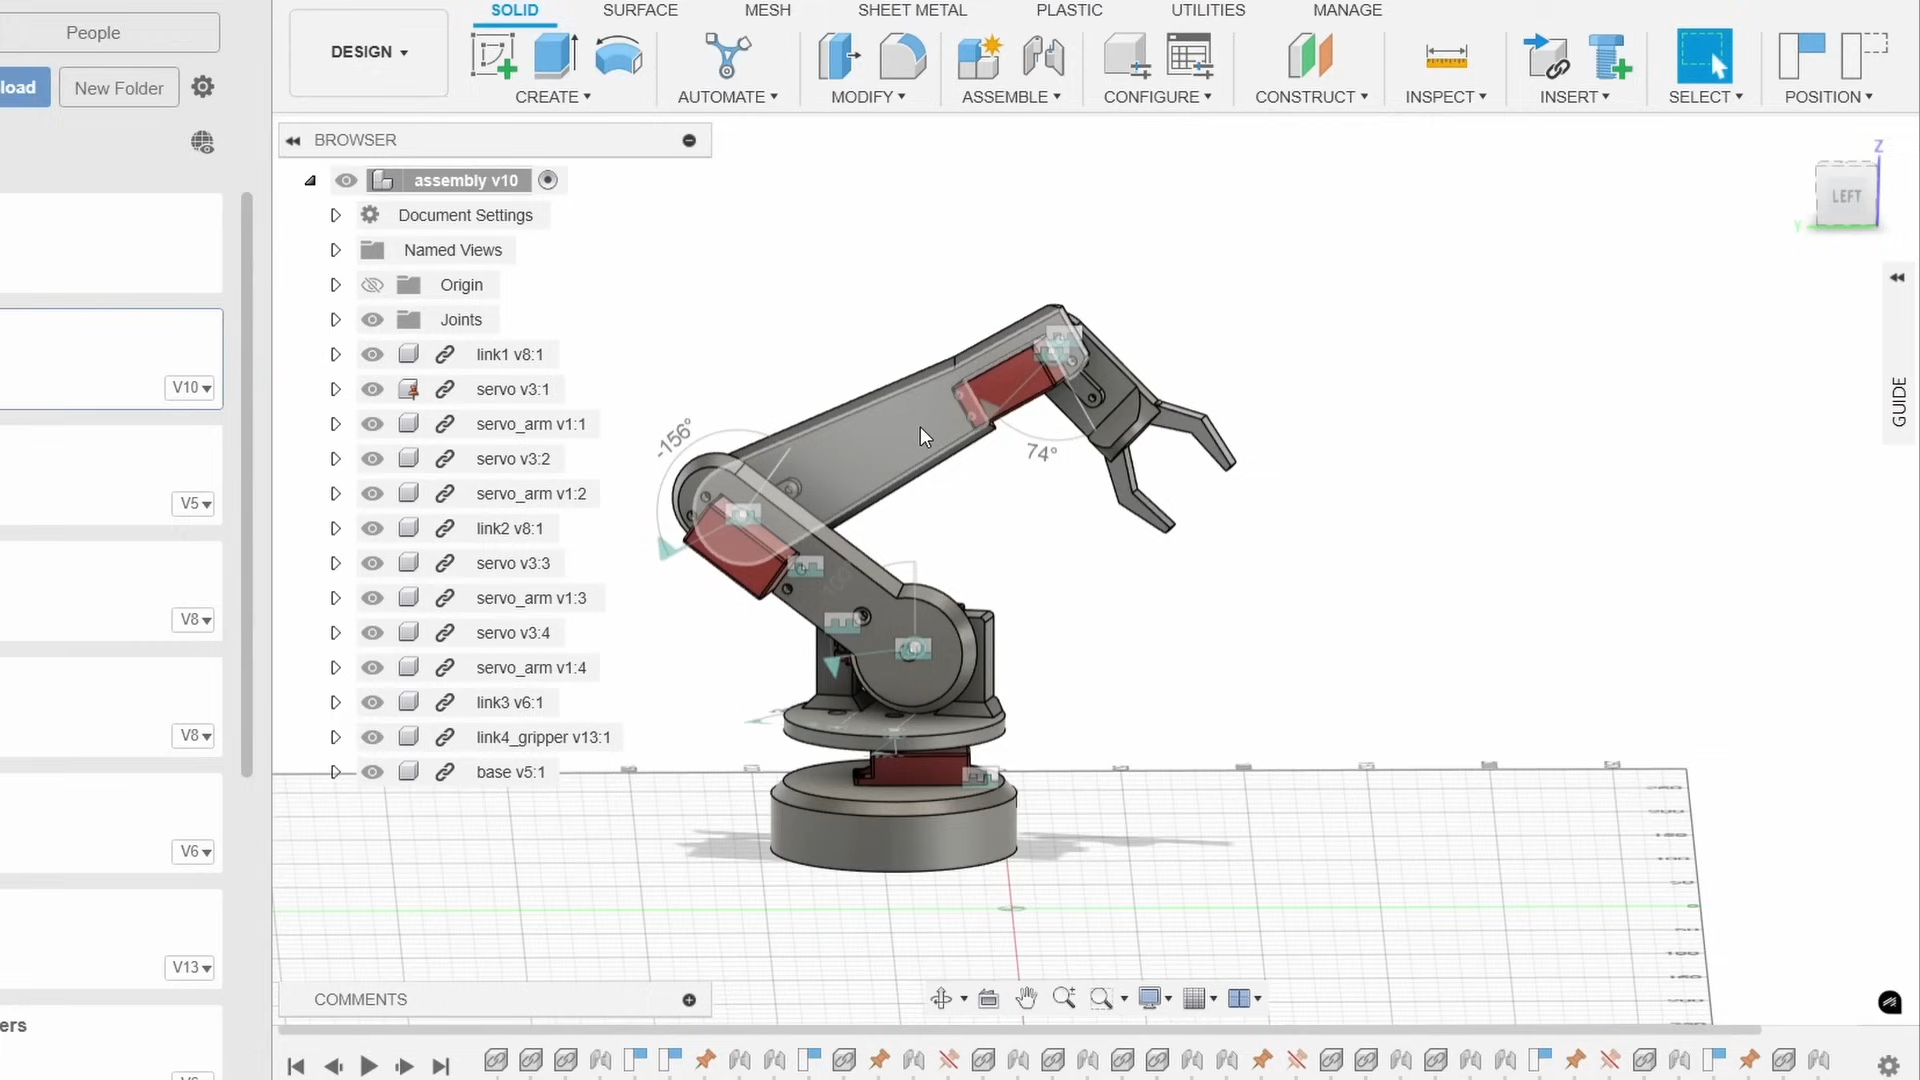 People
load
New Folder
V10
V5
V8
V8
V6
V13
ers
DESIGN
SOLID
SURFACE
MESH
SHEET METAL
PLASTIC
UTILITIES
MANAGE
CREATE
AUTOMATE
MODIFY
ASSEMBLE
CONFIGURE
CONSTRUCT
INSPECT
INSERT
SELECT
POSITION
BROWSER
assembly v10
Document Settings
Named Views
Origin
Joints
link1 v8:1
servo v3:1
servo_arm v1:1
servo v3:2
servo_arm v1:2
link2 v8:1
servo v3:3
servo_arm v1:3
servo v3:4
servo_arm v1:4
link3 v6:1
link4_gripper v13:1
base v5:1
-156°
74°
Z
LEFT
Y
GUIDE
COMMENTS